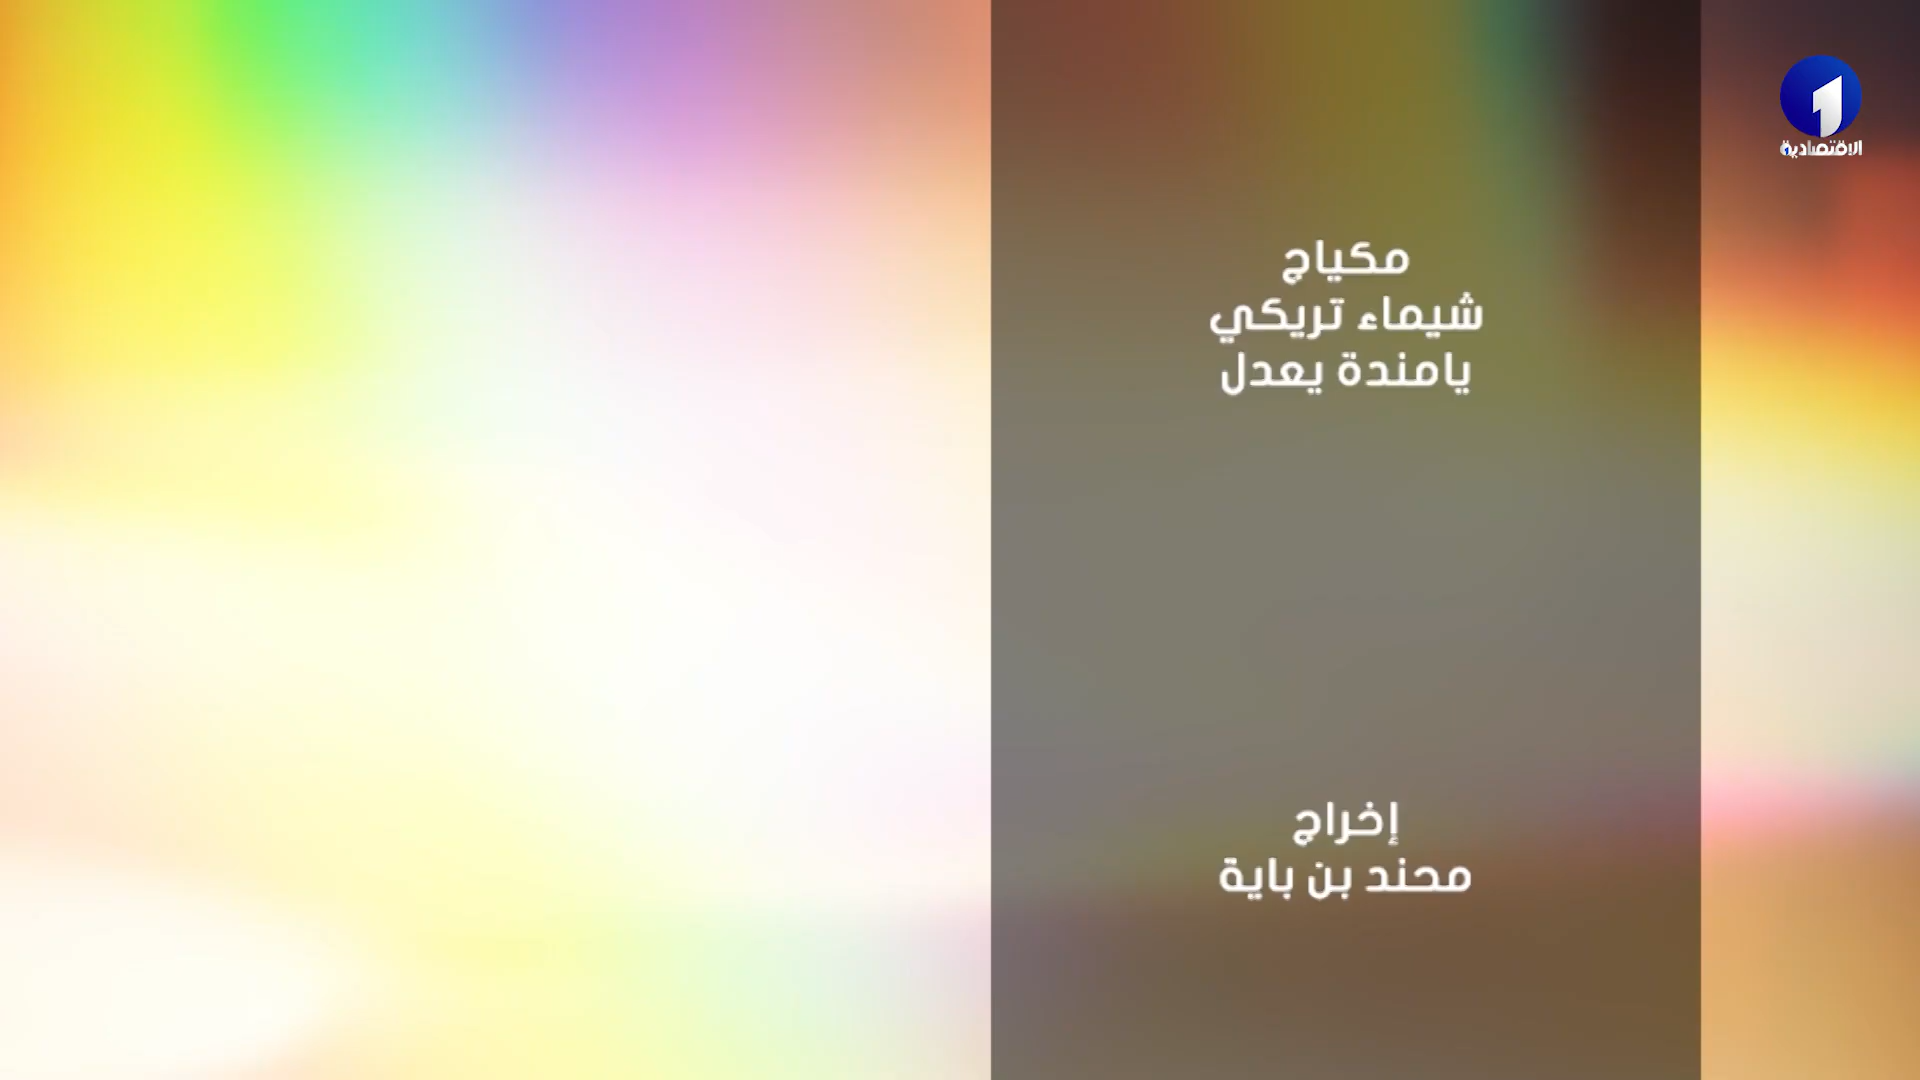 الاقتصادية
مكياج
شيماء تريكي
يامندة يعدل
إخراج
محند بن باية